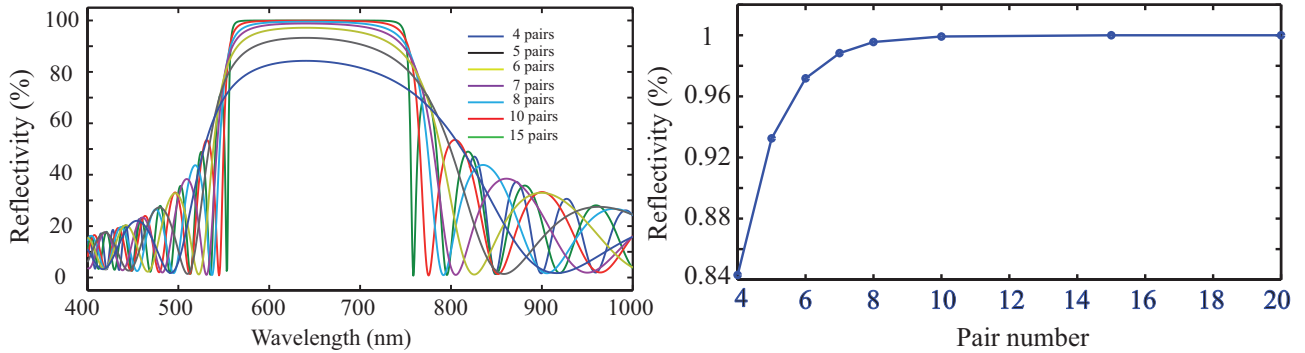 100
80
60
40
20
0
Reflectivity (%)
400
500
600
700
800
900
1000
Wavelength (nm)
4 pairs
5 pairs
6 pairs
7 pairs
8 pairs
10 pairs
15 pairs
1
0.96
0.92
0.88
0.84
Reflectivity (%)
4
6
8
10
12
14
16
18
20
Pair number